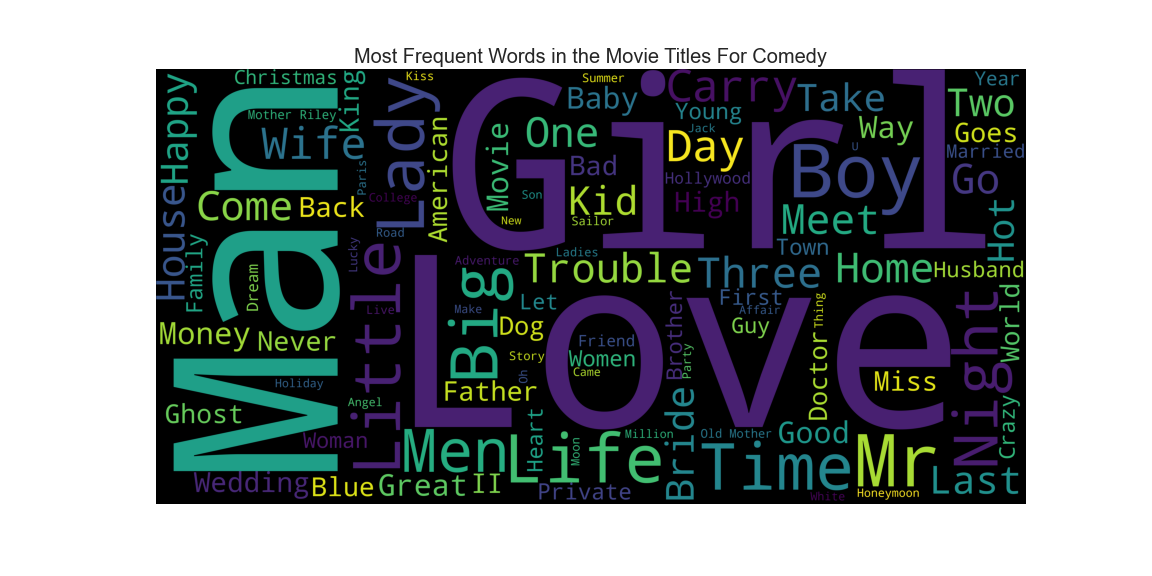 Most Frequent Words in the Movie Titles For Comedy
Christmas
King
Kiss
Summer
Carry
Year
Happy
Mother Riley
Wife
Lady
Girl
Baby
Young
Take
Two
Man
American
Movie
One
Jack
Day
Way
Goes
Paris
Bad
Boy
U
Married
House
Come
Back
College
Son
Kid
Hollywood
High
Go
New
Sailor
Meet
Hot
Family
Road
Ladies
Town
Lucky
Little
Adventure
Trouble
Three
Home
Husband
Dream
Big
Love
Let
First
World
Money
Never
Live
Make
Dog
Affair
Guy
Thing
Brother
Friend
Doctor
Night
Story
Women
Party
Holiday
Oh
Came
Father
Miss
Ghost
Angel
Bride
Woman
Men
Heart
Life
Moon
Million
Old Mother
Good
Time
Mr
Crazy
Wedding
Blue
Great
II
Private
White
Honeymoon
Last